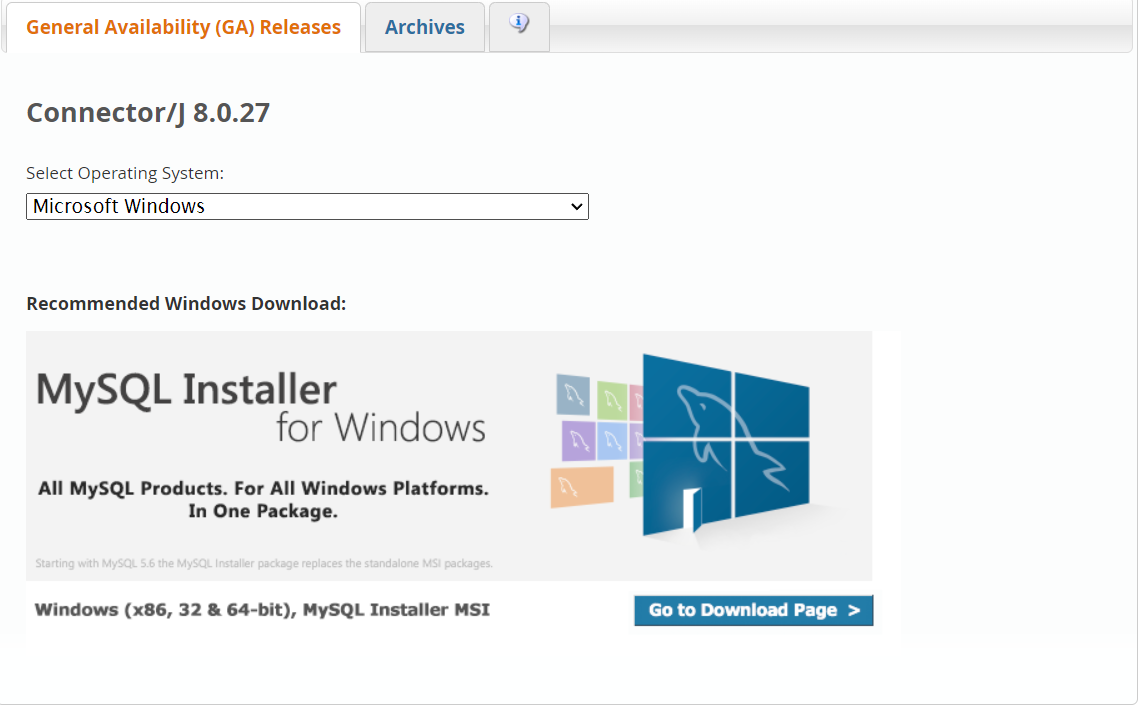 General Availability (GA) Releases
Archives
i
Connector/J 8.0.27
Select Operating System:
Microsoft Windows
Recommended Windows Download:
MySQL Installer
for Windows
All MySQL Products. For All Windows Platforms.
In One Package.
Starting with MySQL 5.6 the MySQL Installer package replaces the standalone MSI packages.
Windows (x86, 32 & 64-bit), MySQL Installer MSI
Go to Download Page >